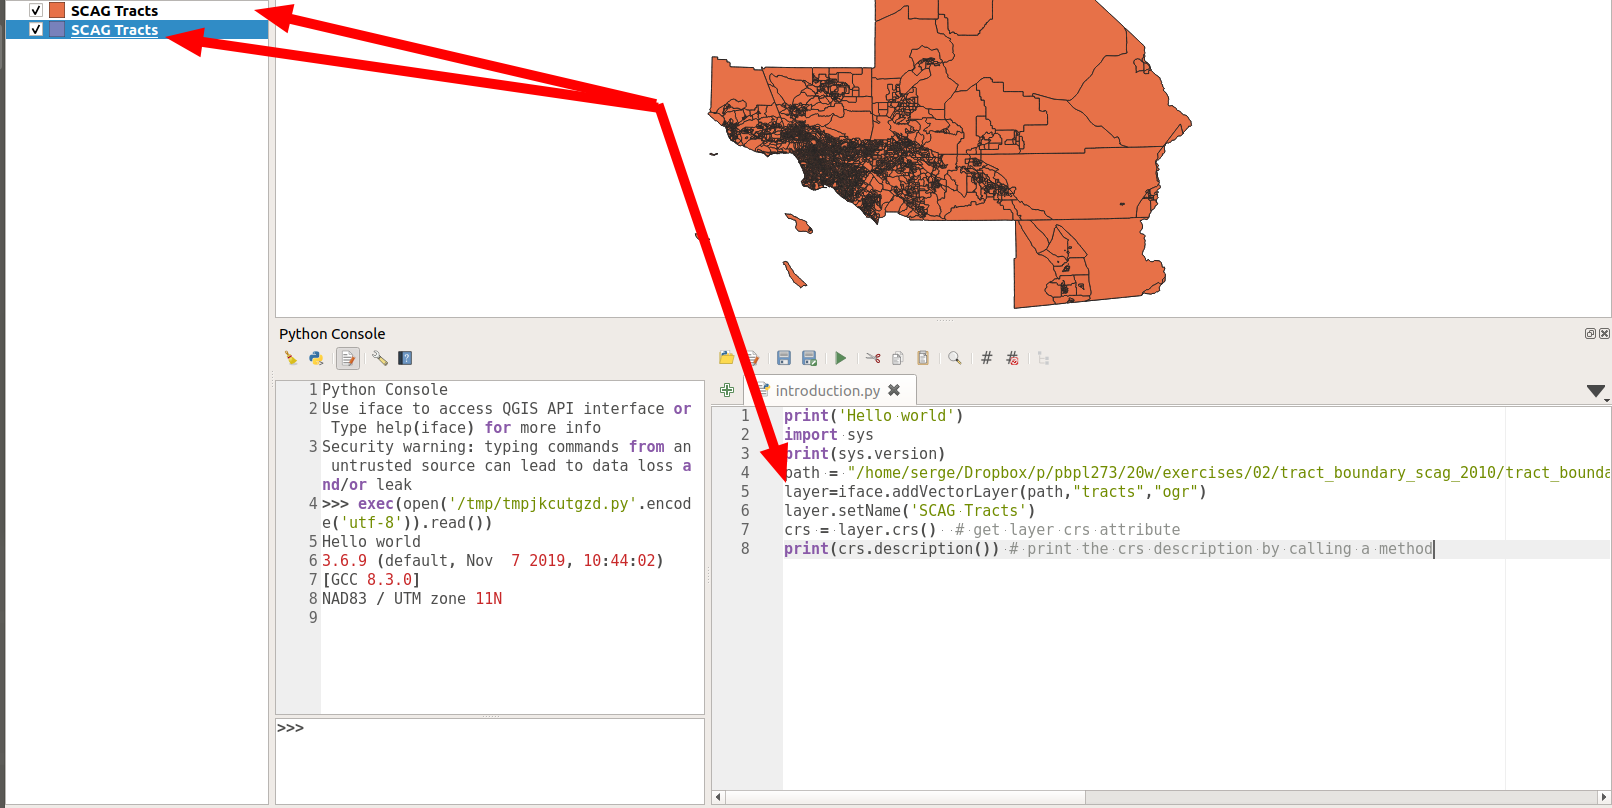 SCAG Tracts
SCAG Tracts
Python Console
1 Python Console
2 Use iface to access QGIS API interface or
Type help(iface) for more info
3 Security warning: typing commands from an
untrusted source can lead to data loss a
nd/or leak
4 >>> exec(open('/tmp/tmpjkcutgzd.py'.encod
e('utf-8')).read())
5 Hello world
6 3.6.9 (default, Nov  7 2019, 10:44:02)
7 [GCC 8.3.0]
8 NAD83 / UTM zone 11N
9
>>>
introduction.py
1 print('Hello world')
2 import sys
3 print(sys.version)
4 path = "/home/serge/Dropbox/p/pbpl273/20w/exercises/02/tract_boundary_scag_2010/tract_bounda
5 layer=iface.addVectorLayer(path,"tracts","ogr")
6 layer.setName('SCAG Tracts')
7 crs = layer.crs()  # get layer crs attribute
8 print(crs.description()) # print the crs description by calling a method